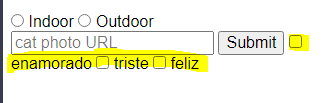 Indoor Outdoor
cat photo URL Submit
enamorado triste feliz